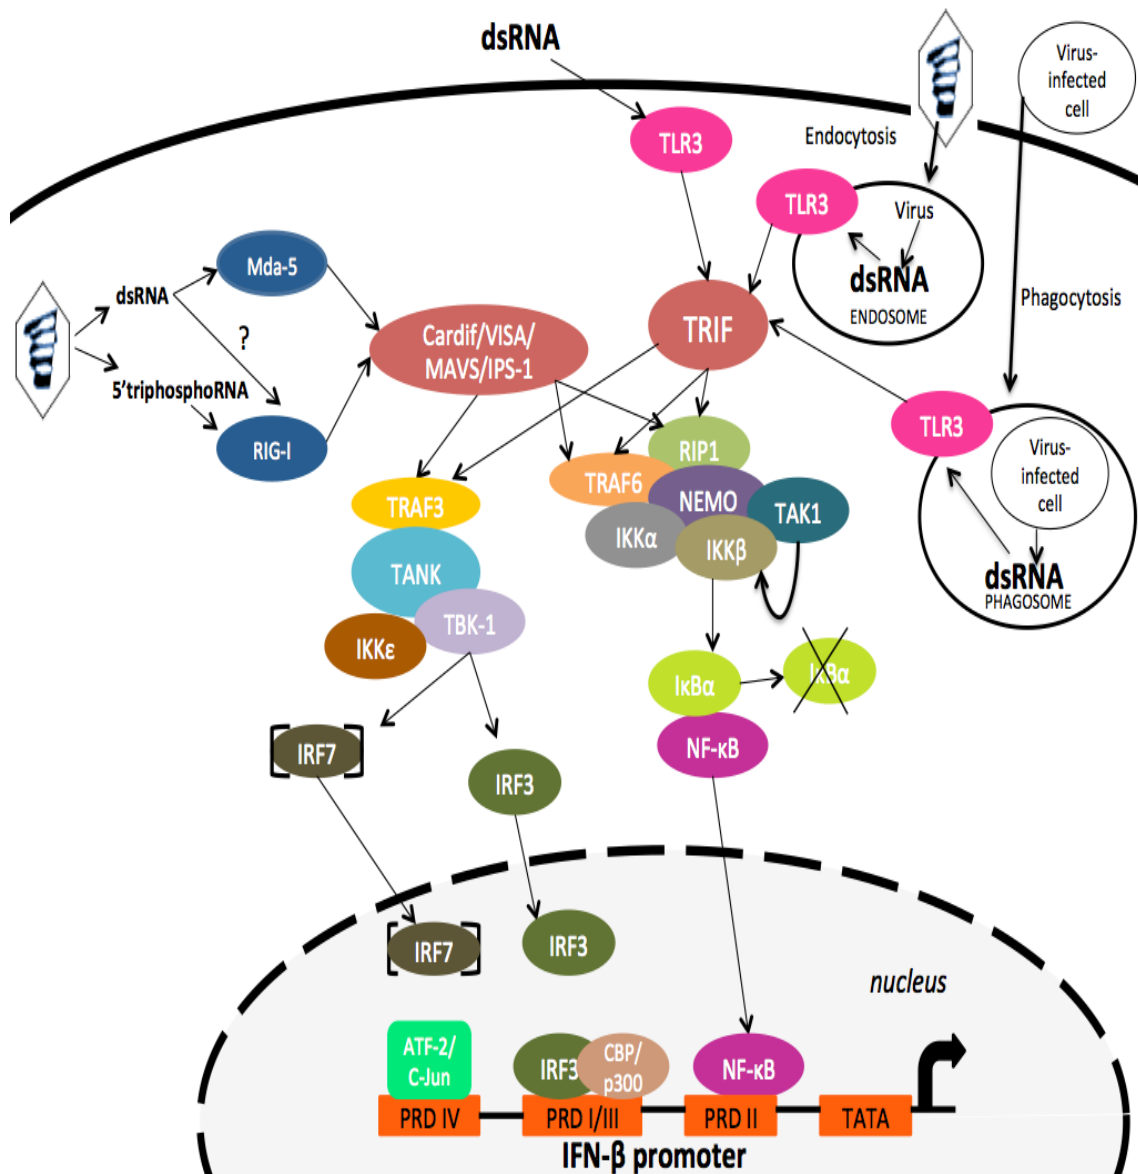 dsRNA
Virus-
infected
cell
Endocytosis
TLR3
TLR3
Virus
dsRNA
ENDOSOME
Mda-5
dsRNA
?
5'triphosphoRNA
RIG-I
Cardif/VISA/
MAVS/IPS-1
TRIF
Phagocytosis
TLR3
Virus-
infected
cell
dsRNA
PHAGOSOME
RIP1
TRAF6
NEMO
TAK1
IKKα
IKKβ
TRAF3
TANK
TBK-1
IKKε
IκBα
IκBα
NF-κB
[IRF7]
IRF3
[IRF7]
IRF3
nucleus
ATF-2/
C-Jun
IRF3
CBP/
p300
NF-κB
PRD IV
PRD I/III
PRD II
TATA
IFN-β promoter